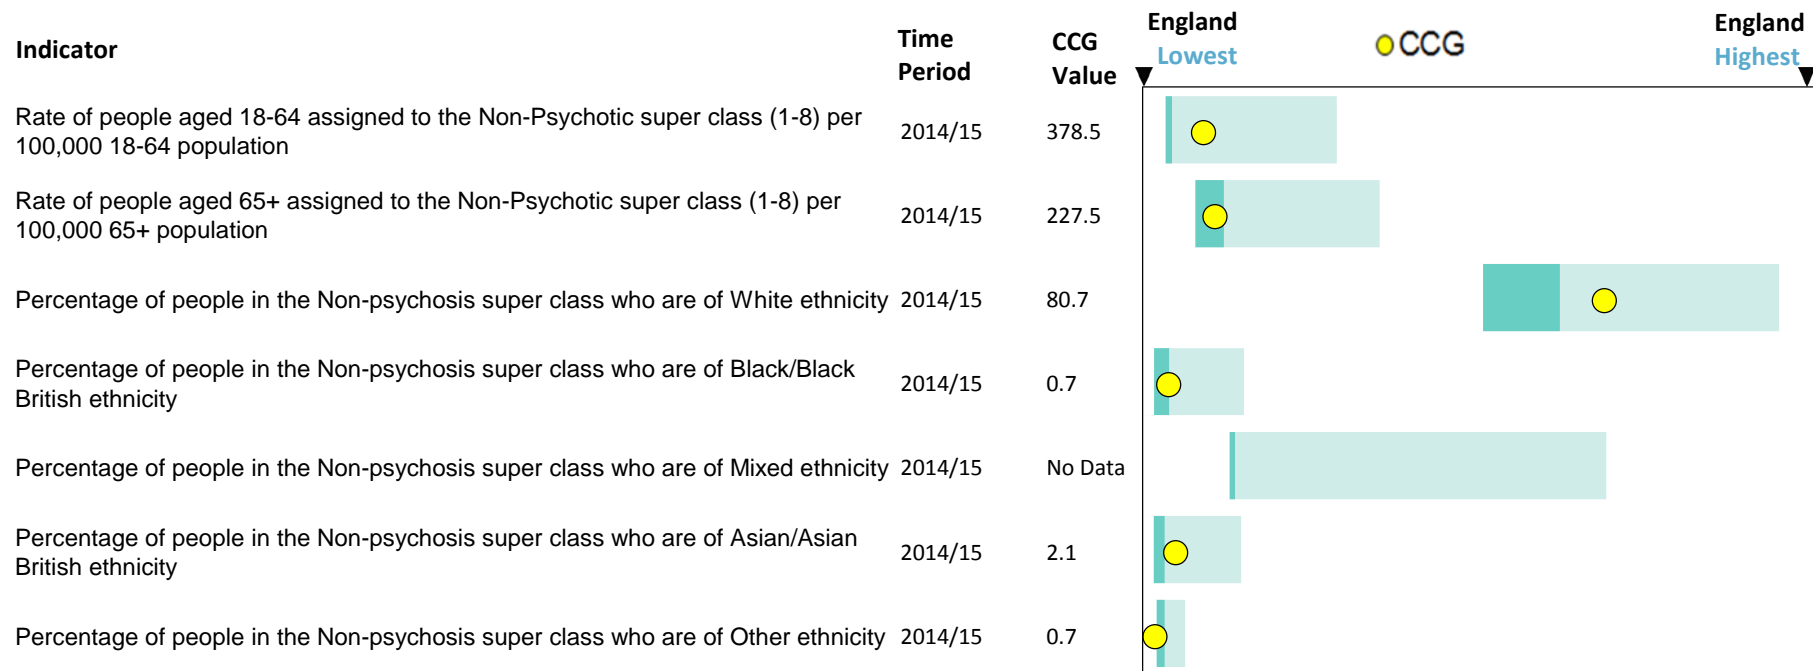 Indicator
Time
Period
CCG
Value
England
Lowest
CCG
England
Highest
Rate of people aged 18-64 assigned to the Non-Psychotic super class (1-8) per
100,000 18-64 population
2014/15
378.5
Rate of people aged 65+ assigned to the Non-Psychotic super class (1-8) per
100,000 65+ population
2014/15
227.5
Percentage of people in the Non-psychosis super class who are of White ethnicity
2014/15
80.7
Percentage of people in the Non-psychosis super class who are of Black/Black
British ethnicity
2014/15
0.7
Percentage of people in the Non-psychosis super class who are of Mixed ethnicity
2014/15
No Data
Percentage of people in the Non-psychosis super class who are of Asian/Asian
British ethnicity
2014/15
2.1
Percentage of people in the Non-psychosis super class who are of Other ethnicity
2014/15
0.7